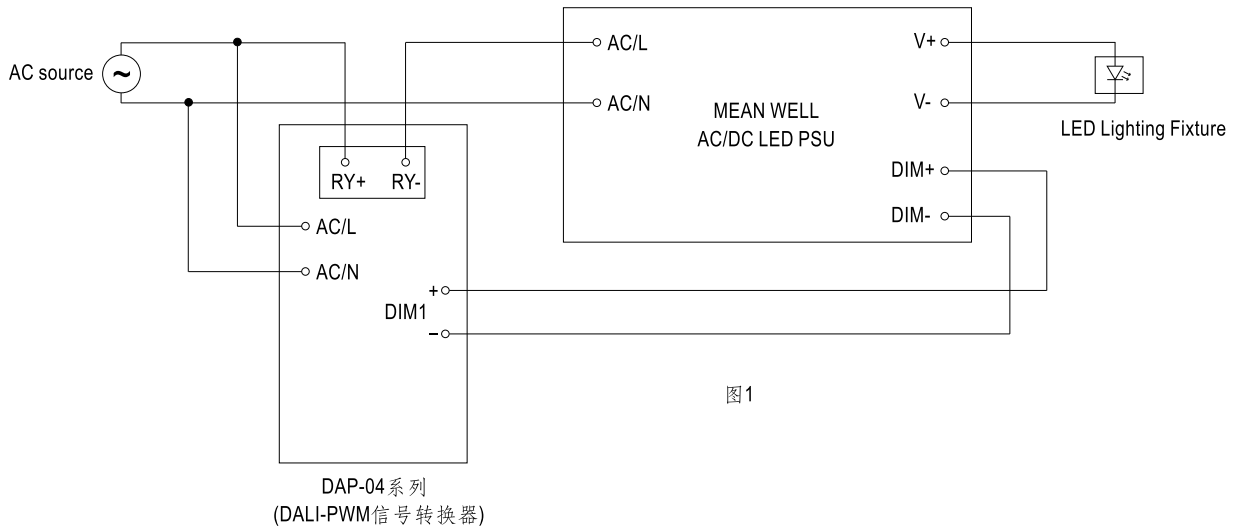 AC source
~
AC/L
AC/N
MEAN WELL
AC/DC LED PSU
V+
V-
DIM+
DIM-
LED Lighting Fixture
RY+
RY-
AC/L
AC/N
+
DIM1
−
图1
DAP-04系列
(DALI-PWM信号转换器)